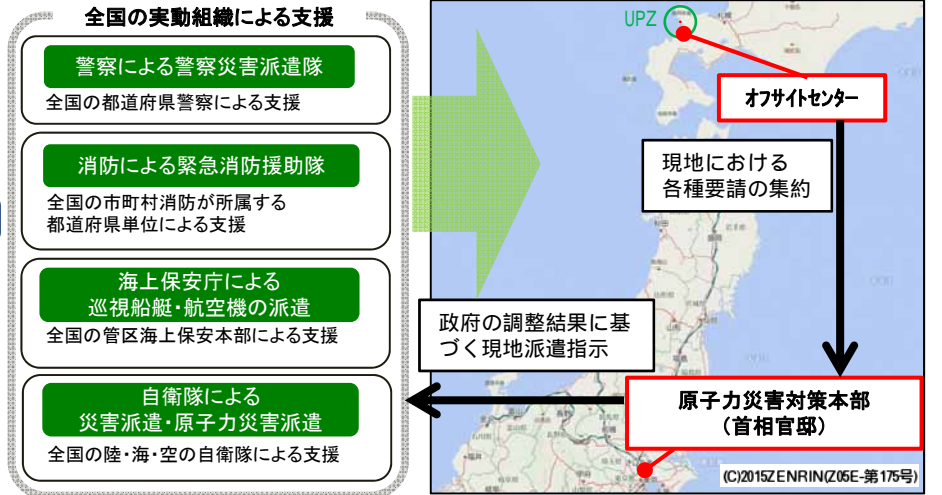 全国の実動組織による支援
警察による警察災害派遣隊
全国の都道府県警察による支援
消防による緊急消防援助隊
全国の市町村消防が所属する
都道府県単位による支援
海上保安庁による
巡視船艇・航空機の派遣
全国の管区海上保安本部による支援
自衛隊による
災害派遣・原子力災害派遣
全国の陸・海・空の自衛隊による支援
UPZ
札幌
オフサイトセンター
現地における
各種要請の集約
盛岡
山形
福島
政府の調整結果に基
づく現地派遣指示
原子力災害対策本部
（首相官邸）
福井
(C)2015ZENRIN(Z05E-第175号)